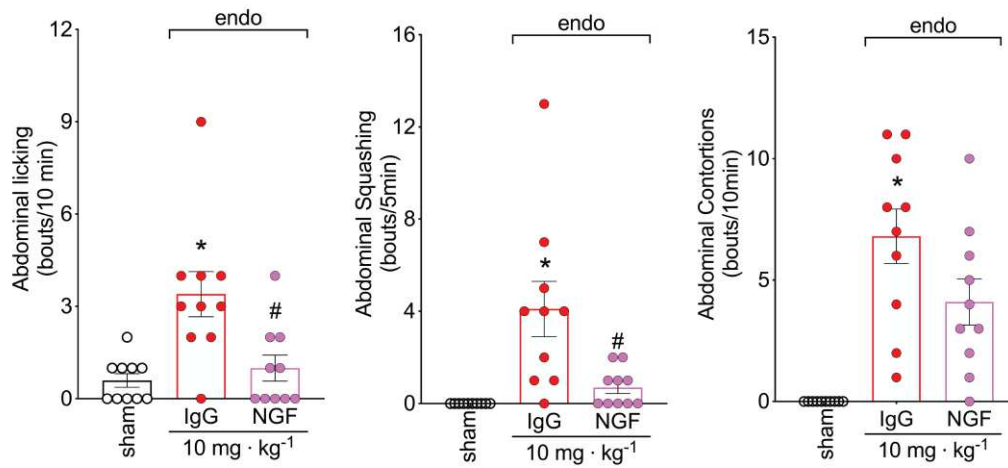 endo
Abdominal licking
(bouts/10 min)
12
9
6
3
0
*
#
sham
IgG
NGF
10 mg · kg⁻¹
endo
Abdominal Squashing
(bouts/5min)
16
12
8
4
0
*
#
sham
IgG
NGF
10 mg · kg⁻¹
endo
Abdominal Contortions
(bouts/10min)
15
10
5
0
*
sham
IgG
NGF
10 mg · kg⁻¹